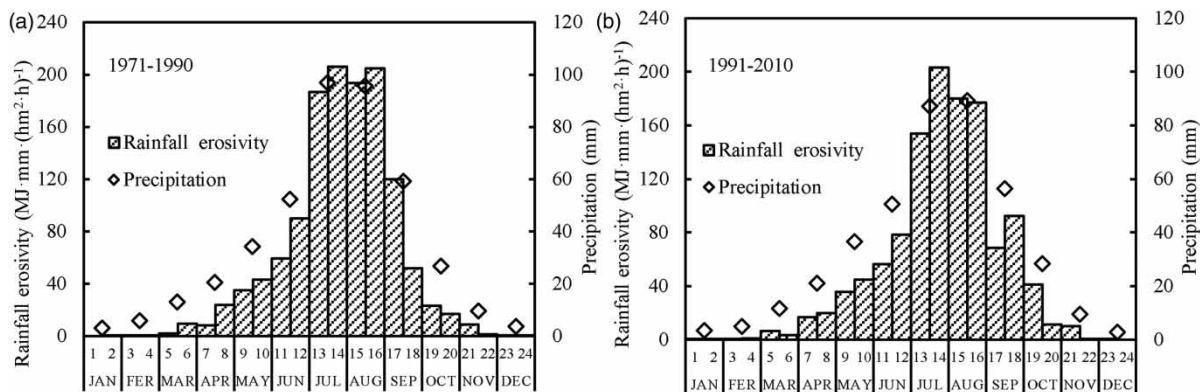 (a)
240
200
160
120
80
40
0
Rainfall erosivity (MJ·mm·(hm²·h)⁻¹)
1971-1990
Rainfall erosivity
Precipitation
120
100
80
60
40
20
0
Precipitation (mm)
1 2 3 4 5 6 7 8 9 10 11 12 13 14 15 16 17 18 19 20 21 22 23 24
JAN FER MAR APR MAY JUN JUL AUG SEP OCT NOV DEC
(b)
240
200
160
120
80
40
0
Rainfall erosivity (MJ·mm·(hm²·h)⁻¹)
1991-2010
Rainfall erosivity
Precipitation
120
100
80
60
40
20
0
Precipitation (mm)
1 2 3 4 5 6 7 8 9 10 11 12 13 14 15 16 17 18 19 20 21 22 23 24
JAN FER MAR APR MAY JUN JUL AUG SEP OCT NOV DEC